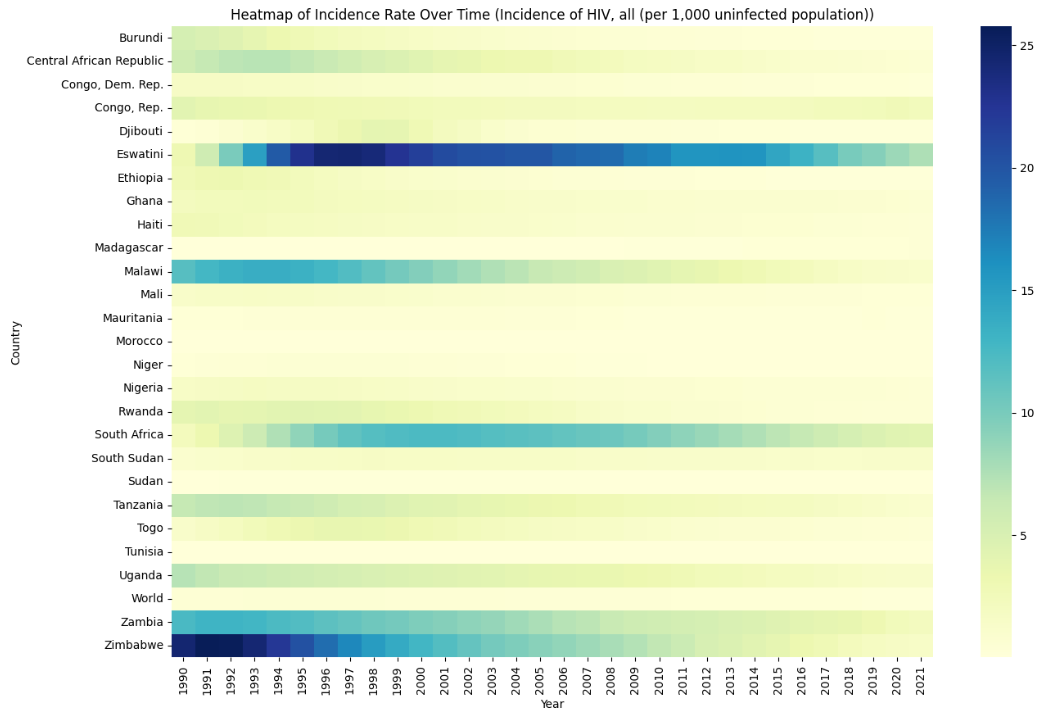 Heatmap of Incidence Rate Over Time (Incidence of HIV, all (per 1,000 uninfected population))
Country
Burundi
Central African Republic
Congo, Dem. Rep.
Congo, Rep.
Djibouti
Eswatini
Ethiopia
Ghana
Haiti
Madagascar
Malawi
Mali
Mauritania
Morocco
Niger
Nigeria
Rwanda
South Africa
South Sudan
Sudan
Tanzania
Togo
Tunisia
Uganda
World
Zambia
Zimbabwe
1990 1991 1992 1993 1994 1995 1996 1997 1998 1999 2000 2001 2002 2003 2004 2005 2006 2007 2008 2009 2010 2011 2012 2013 2014 2015 2016 2017 2018 2019 2020 2021
Year
25
20
15
10
5